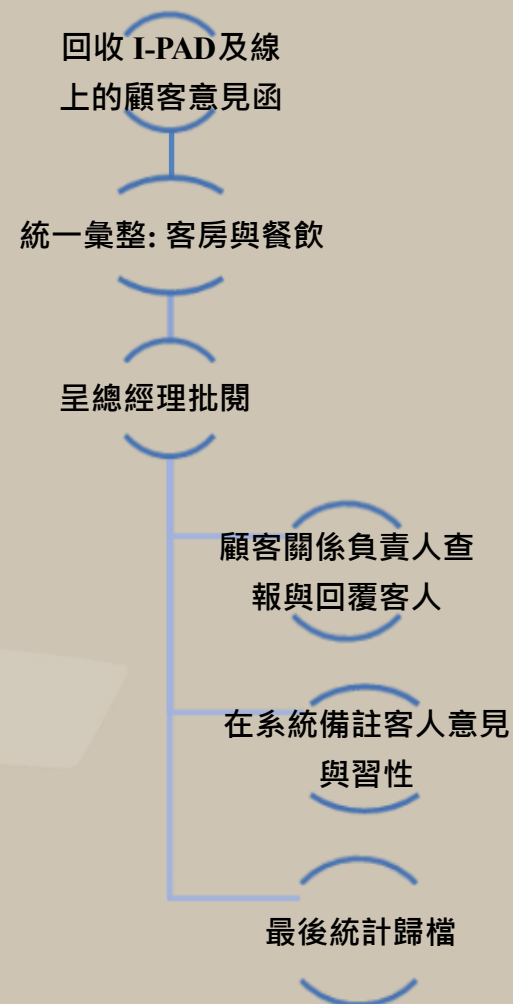 回收 I-PAD及線
上的顧客意見函
統一彙整: 客房與餐飲
呈總經理批閱
顧客關係負責人查
報與回覆客人
在系統備註客人意見
與習性
最後統計歸檔